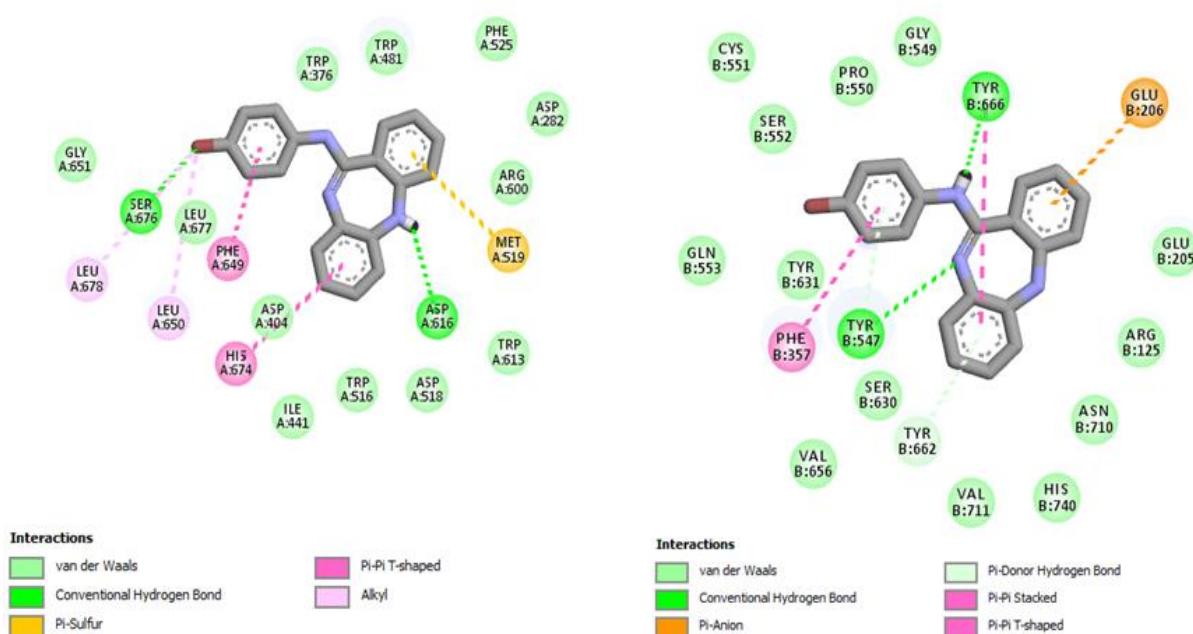 TRP
A:376
TRP
A:481
PHE
A:525
ASP
A:282
GLY
A:651
ARG
A:600
SER
A:676
LEU
A:677
PHE
A:649
MET
A:519
LEU
A:678
LEU
A:650
ASP
A:404
ASP
A:616
HIS
A:674
TRP
A:613
TRP
A:516
ASP
A:518
ILE
A:441
Interactions
van der Waals
Conventional Hydrogen Bond
Pi-Sulfur
Pi-Pi T-shaped
Alkyl
CYS
B:551
PRO
B:550
GLY
B:549
TYR
B:666
GLU
B:206
SER
B:552
GLN
B:553
TYR
B:631
GLU
B:205
PHE
B:357
TYR
B:547
ARG
B:125
SER
B:630
TYR
B:662
ASN
B:710
VAL
B:656
VAL
B:711
HIS
B:740
Interactions
van der Waals
Conventional Hydrogen Bond
Pi-Anion
Pi-Donor Hydrogen Bond
Pi-Pi Stacked
Pi-Pi T-shaped